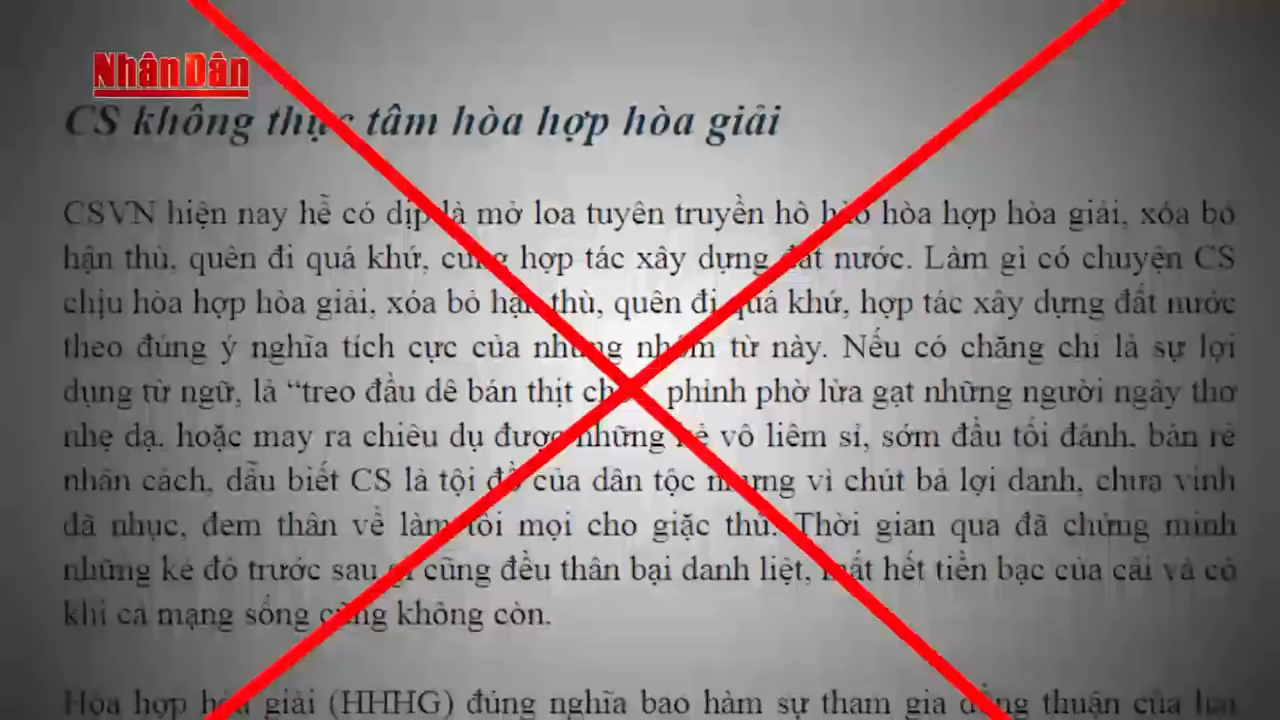 Nhân Dân
CS không thực tâm hòa hợp hòa giải
CSVN hiện nay hễ có dịp là mở loa tuyên truyền hô hào hòa hợp hòa giải, xóa bỏ
hận thù, quên đi quá khứ, cùng hợp tác xây dựng đất nước. Làm gì có chuyện CS
chịu hòa hợp hòa giải, xóa bỏ hận thù, quên đi quá khứ, hợp tác xây dựng đất nước
theo đúng ý nghĩa tích cực của những nhóm từ này. Nếu có chăng chỉ là sự lợi
dụng từ ngữ, là “treo đầu dê bán thịt phỉnh phờ lừa gạt những người ngây thơ
nhẹ dạ, hoặc may ra chiêu dụ được những kẻ vô liêm sỉ, sớm đầu tối đánh, bán rẻ
nhân cách, dẫu biết CS là tội đồ của dân tộc nhưng vì chút bả lợi danh, chưa vinh
đã nhục, đem thân về làm tôi mọi cho giặc thù. Thời gian qua đã chứng minh
những kẻ đó trước sau gì cũng đều thân bại danh liệt, mất hết tiền bạc của cải và có
khi cả mạng sống cũng không còn.
Hòa hợp hòa giải (HHHG) đúng nghĩa bao hàm sự tham gia đồng thuận của hai